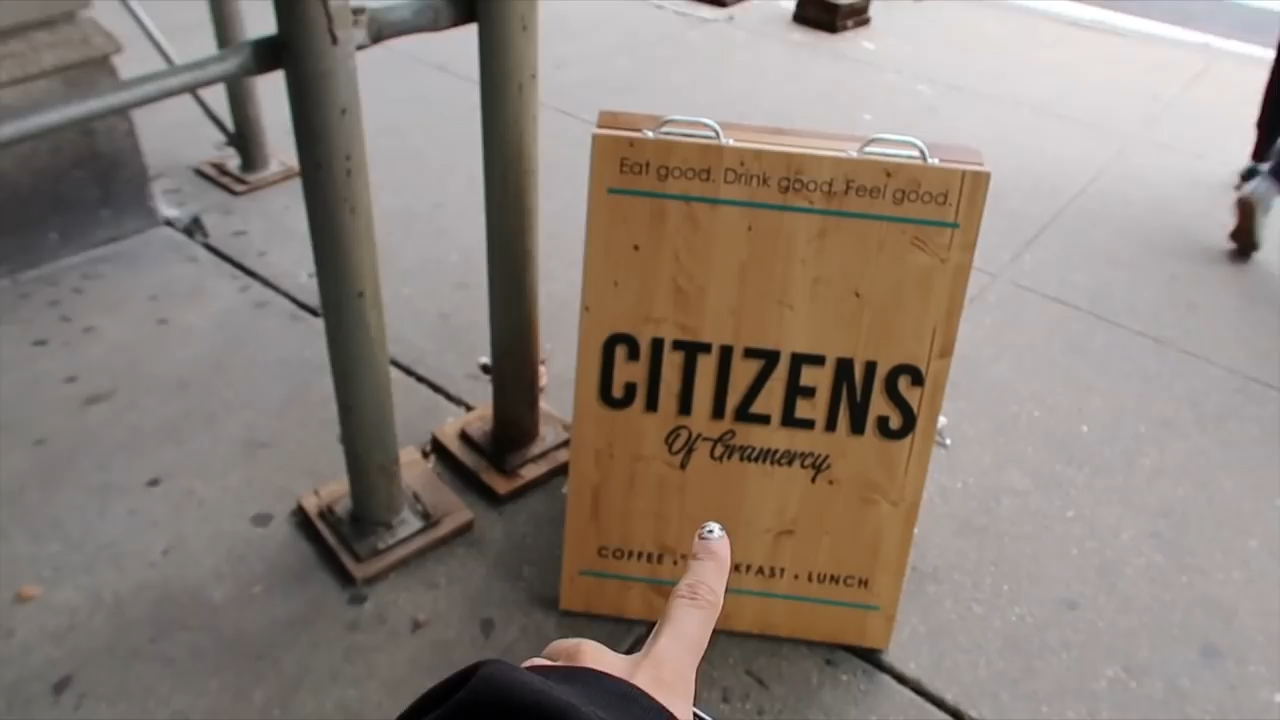 Eat good. Drink good. Feel good.
CITIZENS
Of Gramercy.
COFFEE • KFAST • LUNCH